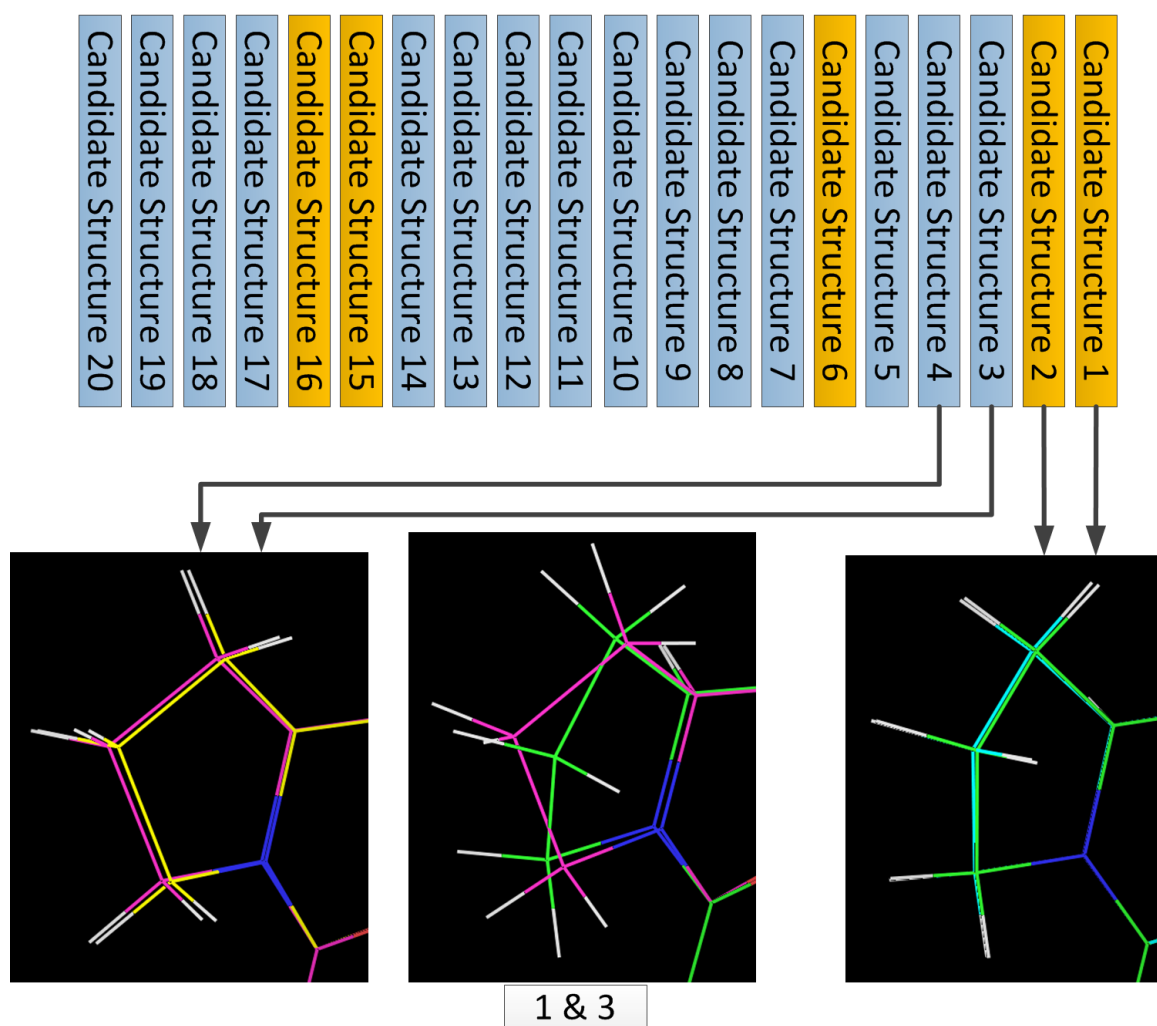 Candidate Structure 20
Candidate Structure 19
Candidate Structure 18
Candidate Structure 17
Candidate Structure 16
Candidate Structure 15
Candidate Structure 14
Candidate Structure 13
Candidate Structure 12
Candidate Structure 11
Candidate Structure 10
Candidate Structure 9
Candidate Structure 8
Candidate Structure 7
Candidate Structure 6
Candidate Structure 5
Candidate Structure 4
Candidate Structure 3
Candidate Structure 2
Candidate Structure 1
1 & 3